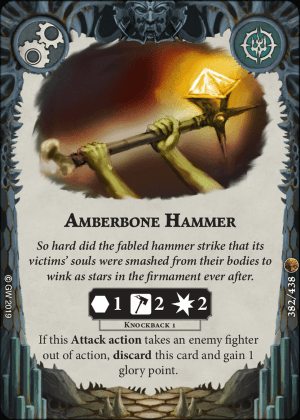 Amberbone Hammer
So hard did the fabled hammer strike that its
victims' souls were smashed from their bodies to
wink as stars in the firmament ever after.
1 2 2
Knockback 1
If this Attack action takes an enemy fighter
out of action, discard this card and gain 1
glory point.
© GW 2019
382/438